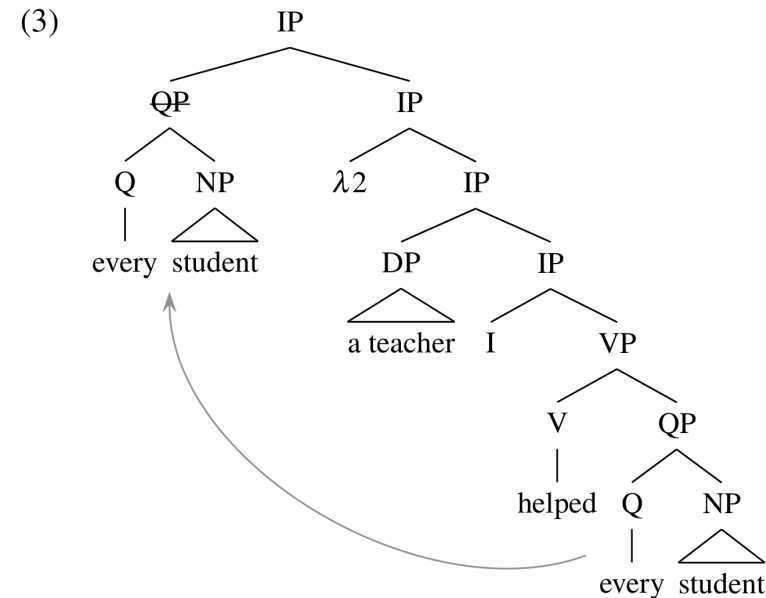 (3) IP
QP IP
Q NP λ2 IP
every student DP IP
a teacher I VP
V QP
helped Q NP
every student